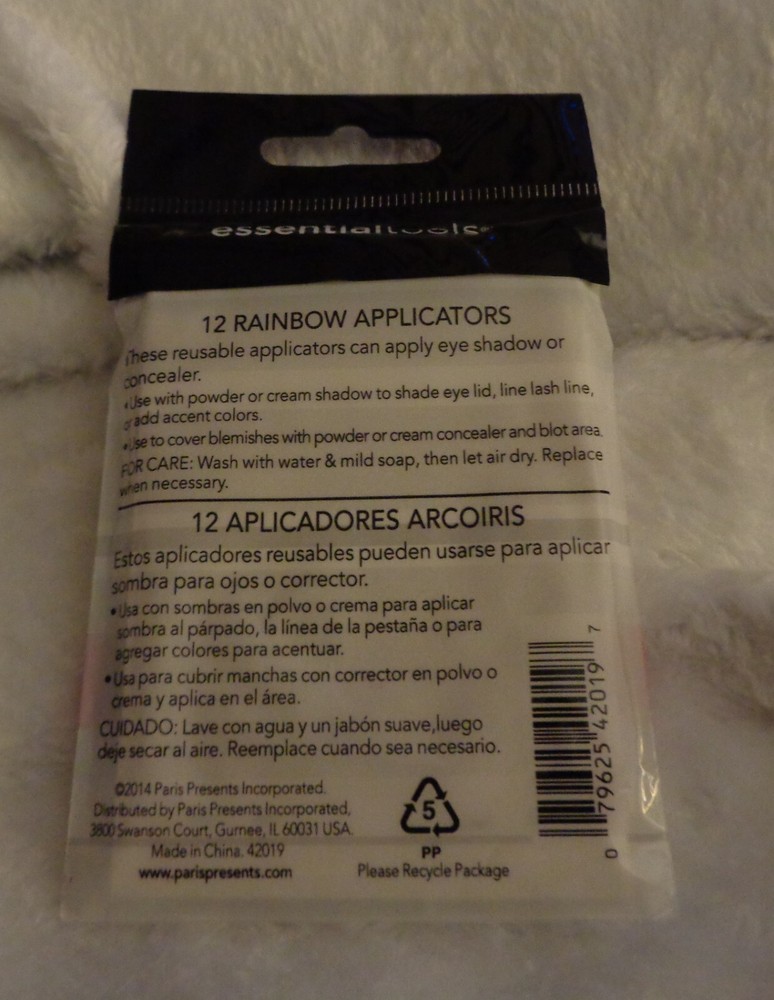 essentialtools
12 RAINBOW APPLICATORS
These reusable applicators can apply eye shadow or
concealer.
•Use with powder or cream shadow to shade eye lid, line lash line,
or add accent colors.
•Use to cover blemishes with powder or cream concealer and blot area.
FOR CARE: Wash with water & mild soap, then let air dry. Replace
when necessary.
12 APLICADORES ARCOIRIS
Estos aplicadores reusables pueden usarse para aplicar
sombra para ojos o corrector.
•Usa con sombras en polvo o crema para aplicar
sombra al párpado, la línea de la pestaña o para
agregar colores para acentuar.
•Usa para cubrir manchas con corrector en polvo o
crema y aplica en el área.
CUIDADO: Lave con agua y un jabón suave,luego
deje secar al aire. Reemplace cuando sea necesario.
©2014 Paris Presents Incorporated.
Distributed by Paris Presents Incorporated,
3800 Swanson Court, Gurnee, IL 60031 USA.
Made in China. 42019
www.parispresents.com
5
PP
Please Recycle Package
0 79625 42019 7